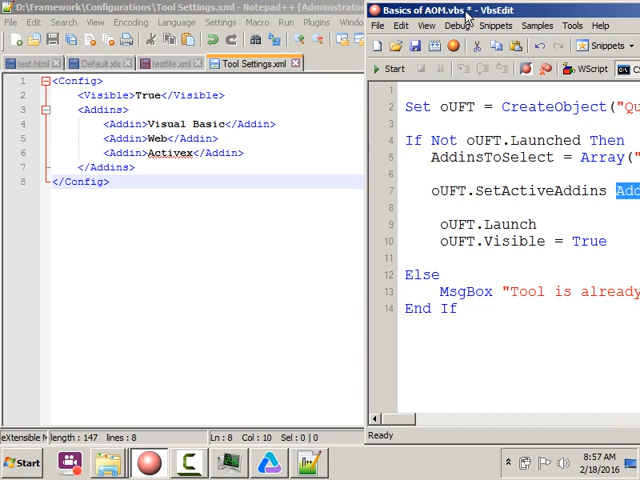 D:\Framework\Configurations\Tool Settings.xml - Notepad++ [Administrator
File Edit Search View Encoding Language Settings Macro Run Plugins
test.html Default.xls testfile.xml Tool Settings.xml
1 <Config>
2 <Visible>True</Visible>
3 <Addins>
4 <Addin>Visual Basic</Addin>
5 <Addin>Web</Addin>
6 <Addin>Activex</Addin>
7 </Addins>
8 </Config>
eXtensible M length : 147 lines : 8 Ln : 8 Col : 10 Sel : 0 | 0
Basics of AOM.vbs * - VbsEdit
File Edit View Debug Snippets Samples Tools Help
Snippets
Start WScript CScript
1
2 Set oUFT = CreateObject("Qu
3
4 If Not oUFT.Launched Then
5 AddinsToSelect = Array("
6
7 oUFT.SetActiveAddins Add
8
9 oUFT.Launch
10 oUFT.Visible = True
11
12 Else
13 MsgBox "Tool is already
14 End If
Ready
Start
8:57 AM
2/18/2016